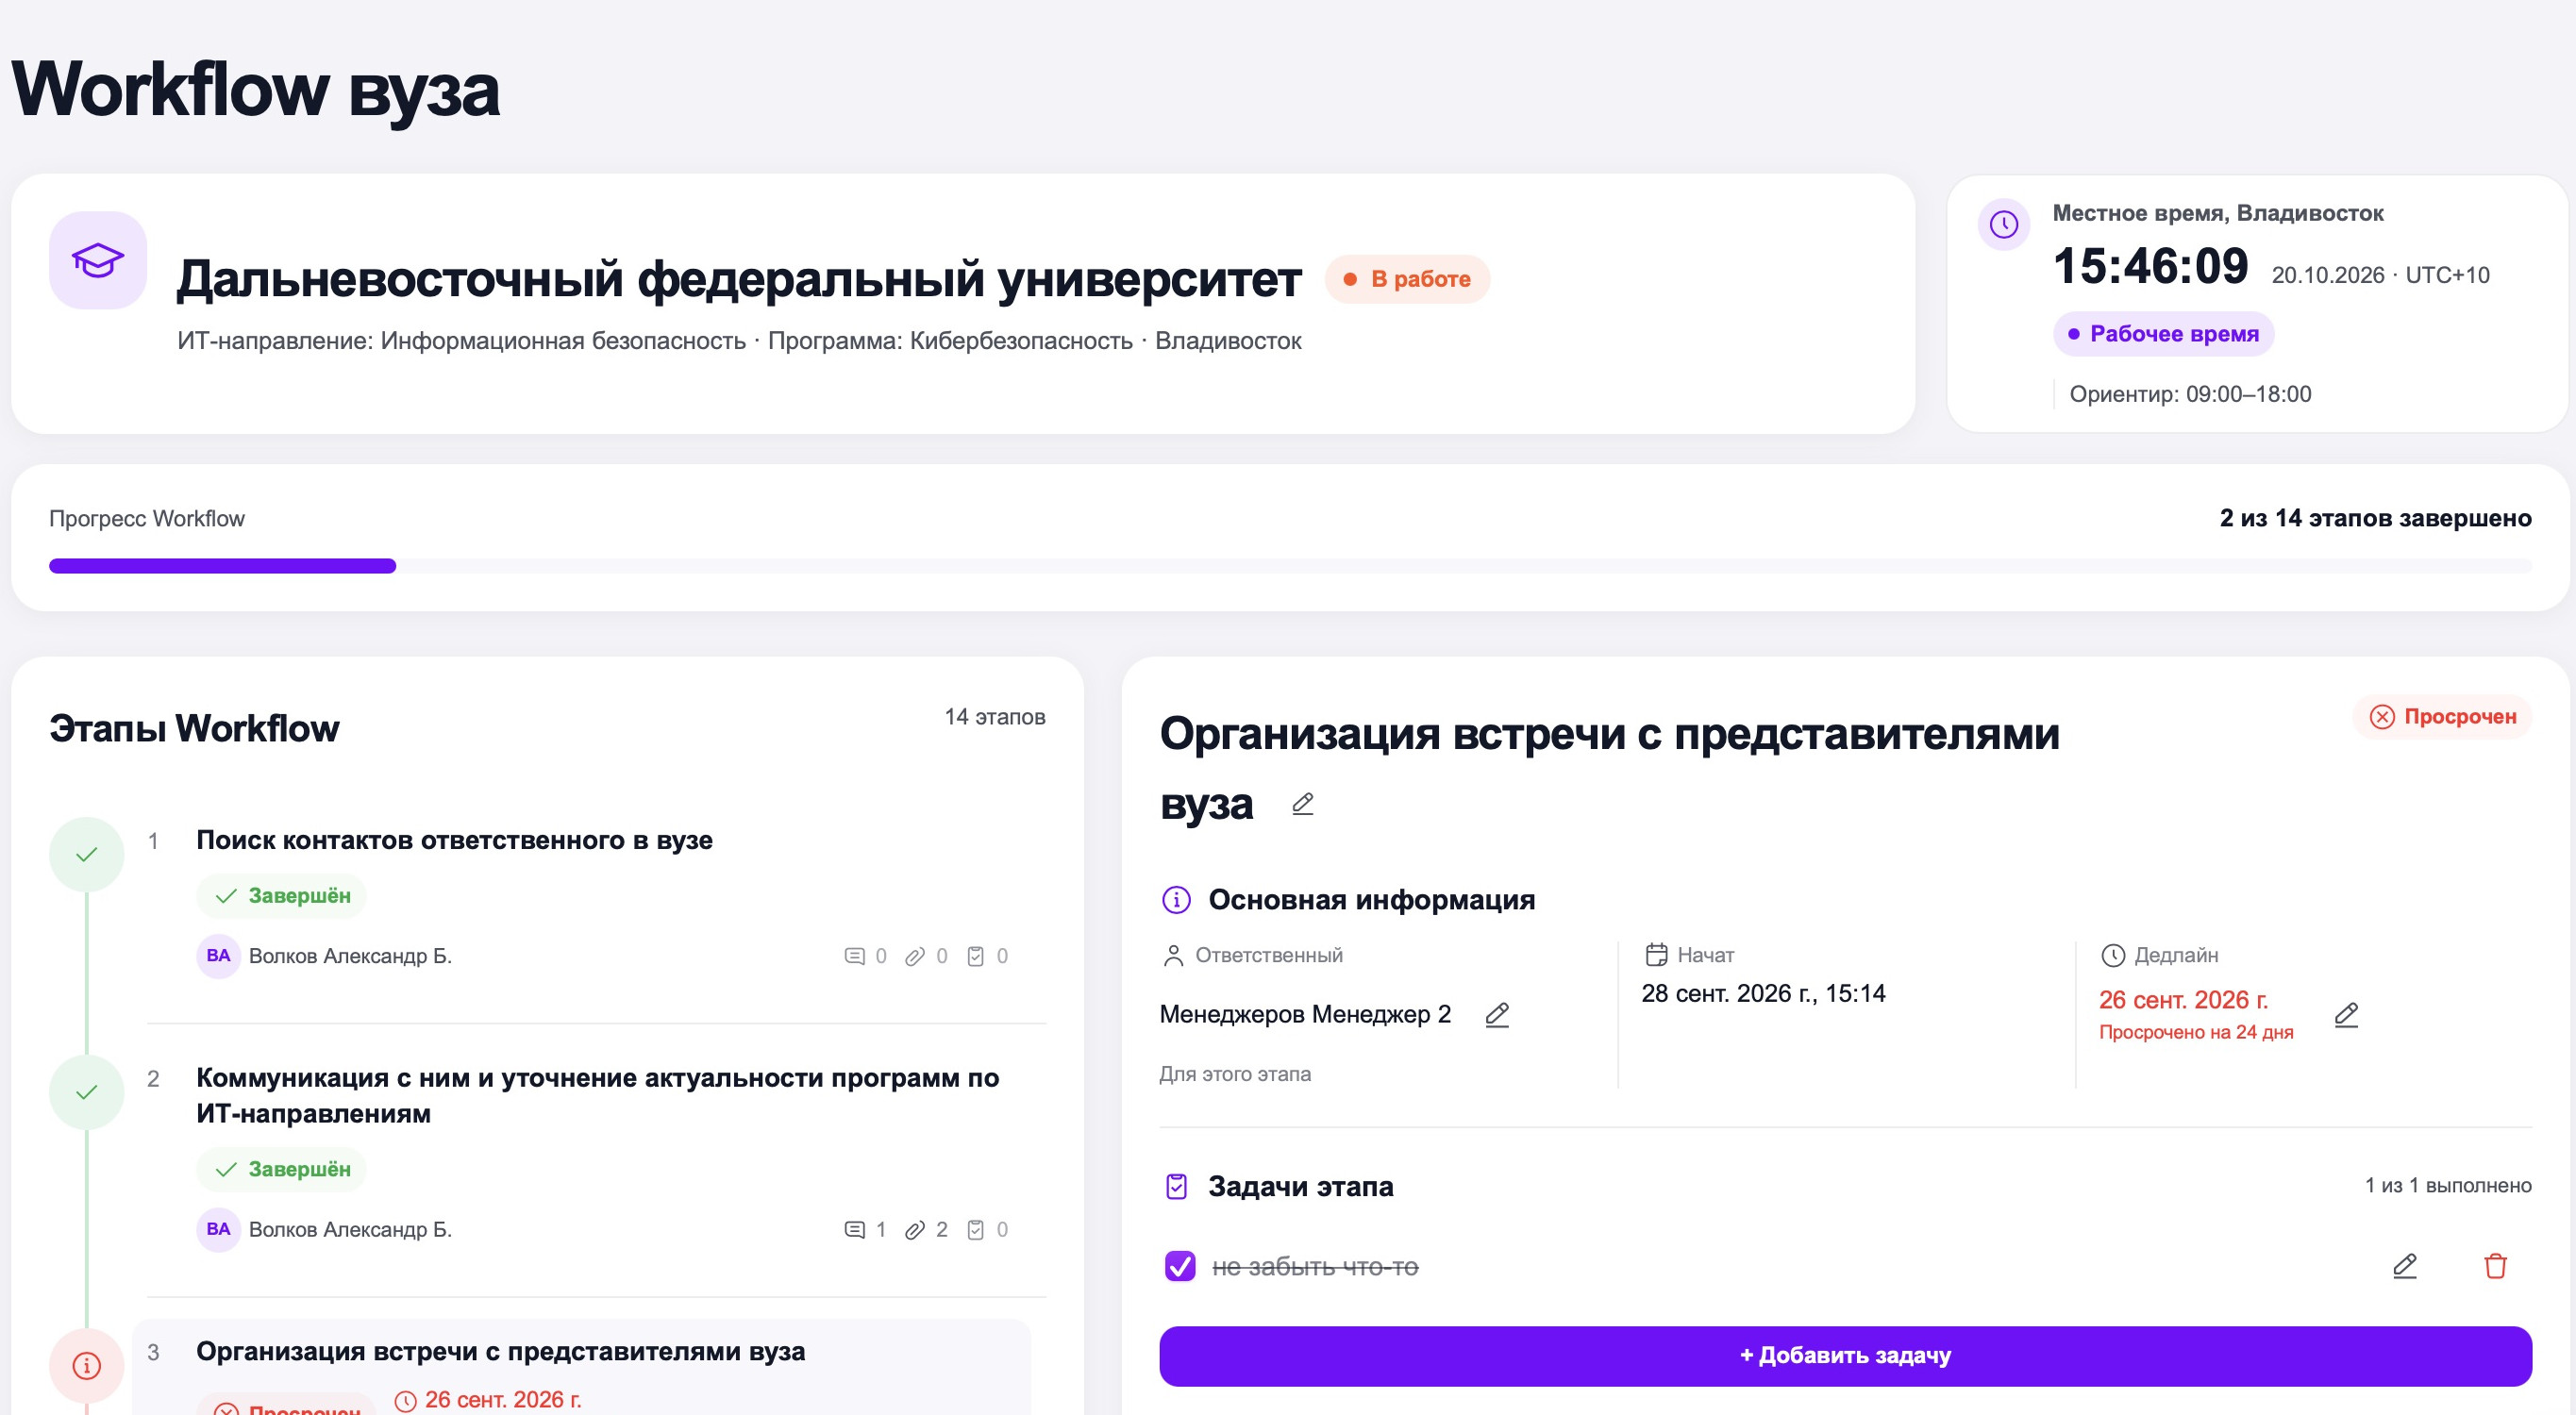 Workflow вуза
Дальневосточный федеральный университет
В работе
ИТ-направление: Информационная безопасность · Программа: Кибербезопасность · Владивосток
Местное время, Владивосток
15:46:09 20.10.2026 · UTC+10
Рабочее время
Ориентир: 09:00–18:00
Прогресс Workflow
2 из 14 этапов завершено
Этапы Workflow
14 этапов
1 Поиск контактов ответственного в вузе
Завершён
ВА Волков Александр Б. 0 0 0
2 Коммуникация с ним и уточнение актуальности программ по
ИТ-направлениям
Завершён
ВА Волков Александр Б. 1 2 0
3 Организация встречи с представителями вуза
Просрочен 26 сент. 2026 г.
Организация встречи с представителями
вуза
Просрочен
Основная информация
Ответственный
Менеджеров Менеджер 2
Для этого этапа
Начат
28 сент. 2026 г., 15:14
Дедлайн
26 сент. 2026 г.
Просрочено на 24 дня
Задачи этапа
1 из 1 выполнено
не забыть что-то
+ Добавить задачу